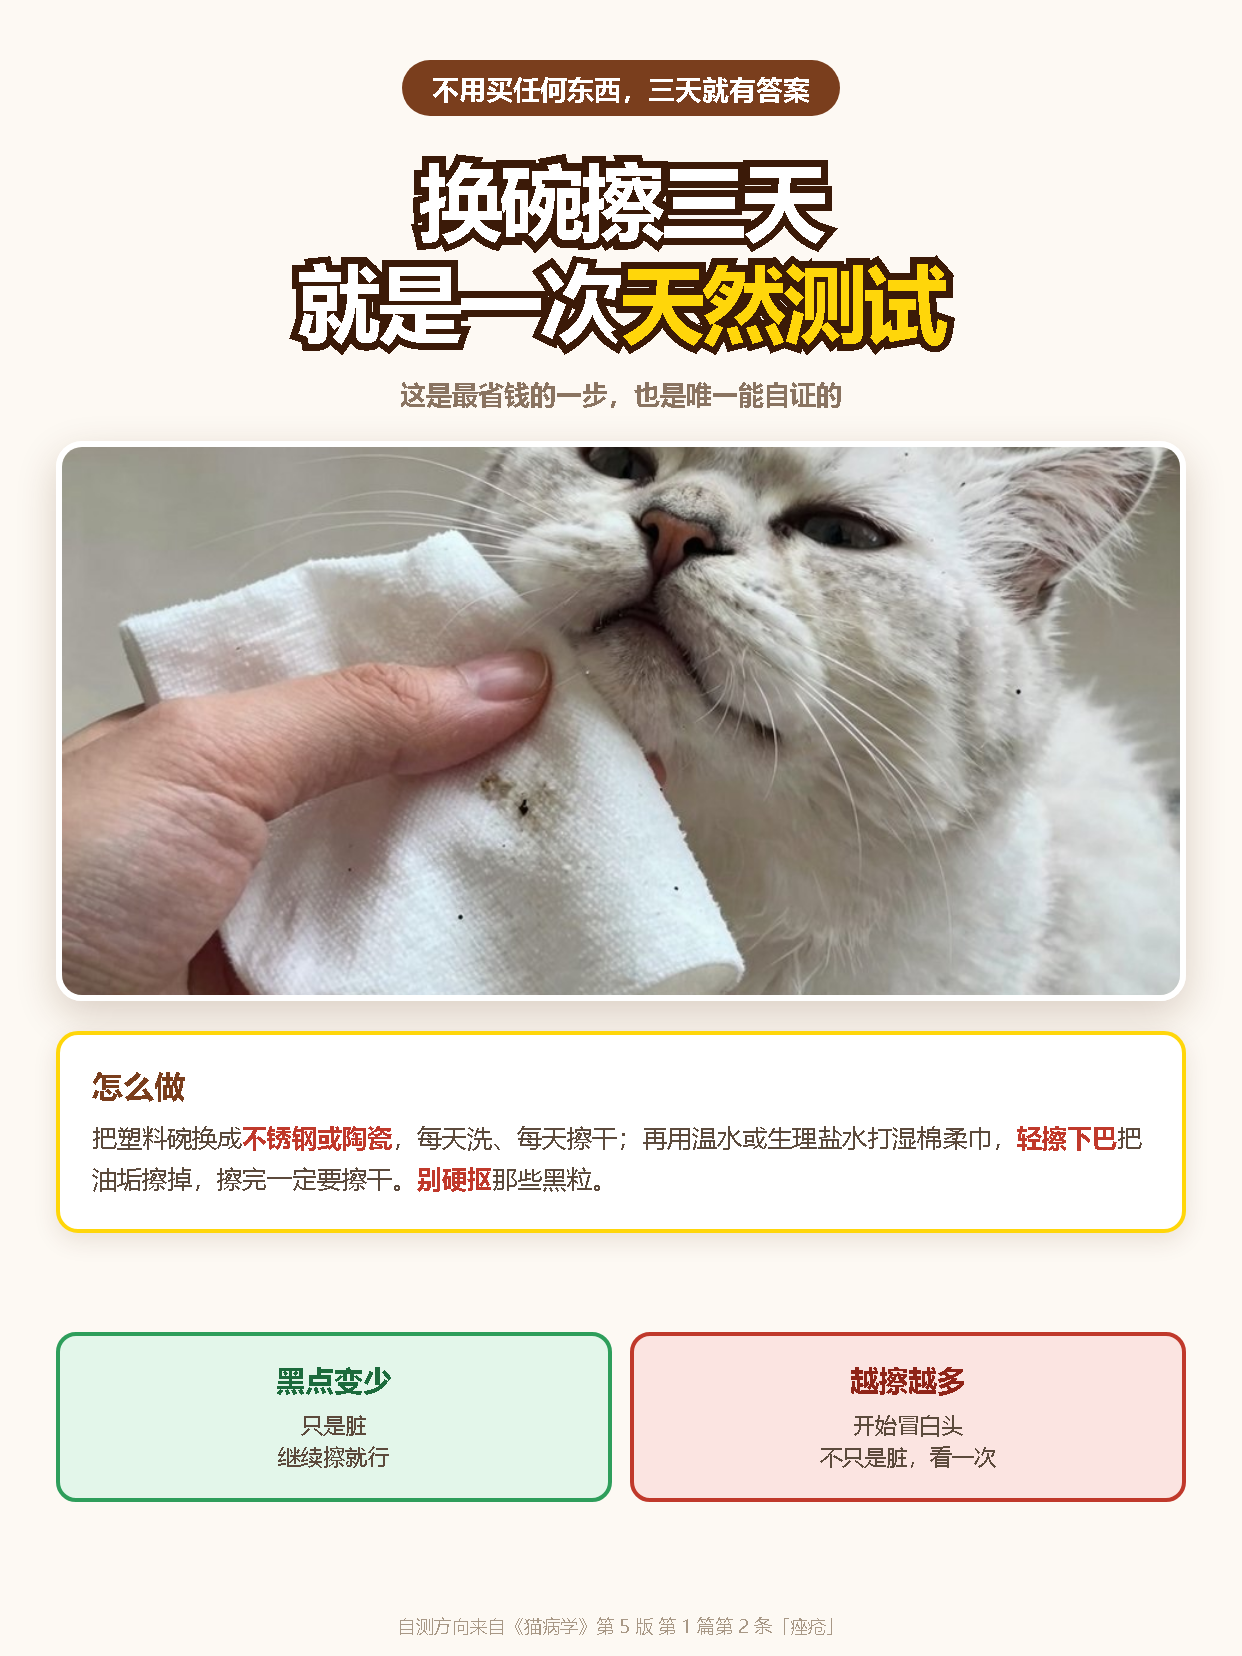 不用买任何东西，三天就有答案
换碗擦三天
就是一次天然测试
这是最省钱的一步，也是唯一能自证的
怎么做
把塑料碗换成不锈钢或陶瓷，每天洗、每天擦干；再用温水或生理盐水打湿棉柔巾，轻擦下巴把
油垢擦掉，擦完一定要擦干。别硬抠那些黑粒。
黑点变少
只是脏
继续擦就行
越擦越多
开始冒白头
不只是脏，看一次
自测方向来自《猫病学》第 5 版 第 1 篇第 2 条「痤疮」